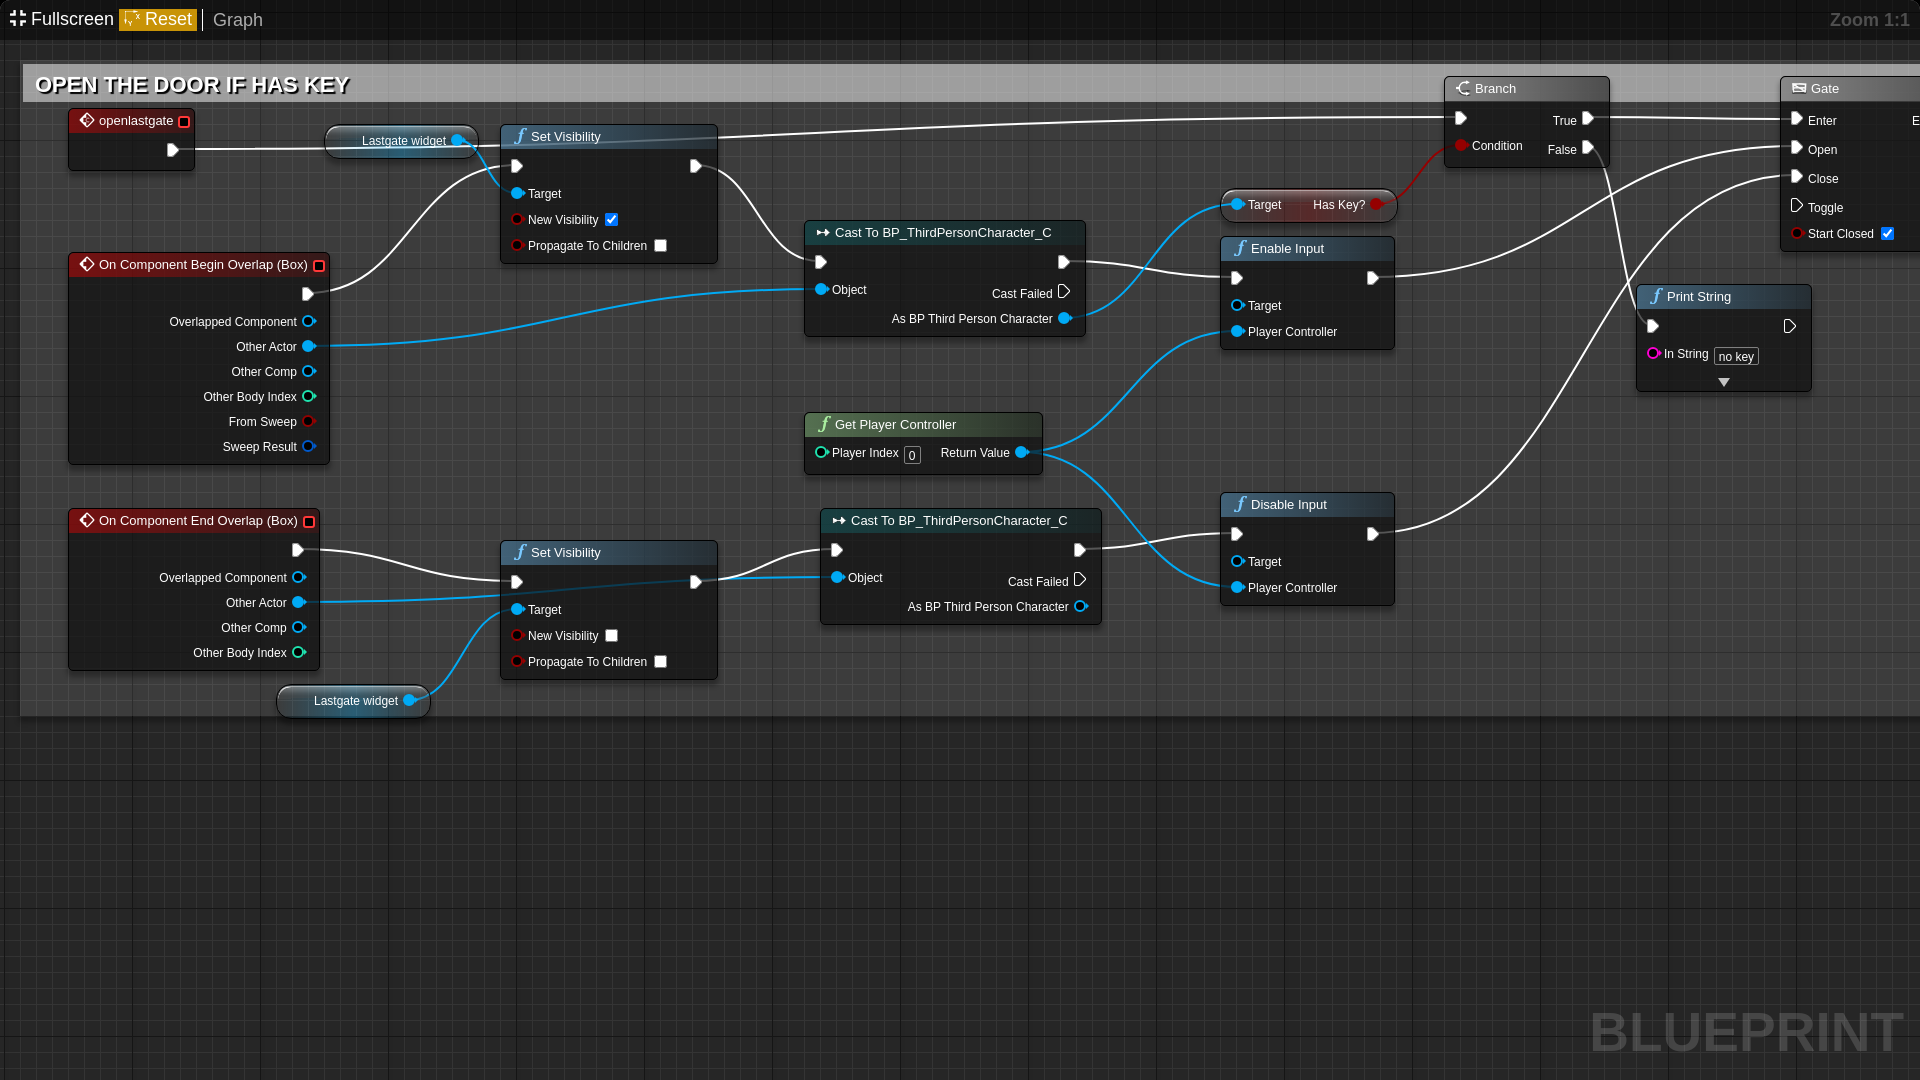 Fullscreen Reset Graph
Zoom 1:1
OPEN THE DOOR IF HAS KEY
openlastgate
Lastgate widget
Set Visibility
Target
New Visibility
Propagate To Children
On Component Begin Overlap (Box)
Overlapped Component
Other Actor
Other Comp
Other Body Index
From Sweep
Sweep Result
Cast To BP_ThirdPersonCharacter_C
Object
Cast Failed
As BP Third Person Character
Target Has Key?
Enable Input
Target
Player Controller
Branch
True
Condition
False
Gate
Enter
E
Open
Close
Toggle
Start Closed
Print String
In String no key
Get Player Controller
Player Index 0 Return Value
On Component End Overlap (Box)
Overlapped Component
Other Actor
Other Comp
Other Body Index
Set Visibility
Target
New Visibility
Propagate To Children
Lastgate widget
Cast To BP_ThirdPersonCharacter_C
Object
Cast Failed
As BP Third Person Character
Disable Input
Target
Player Controller
BLUEPRINT